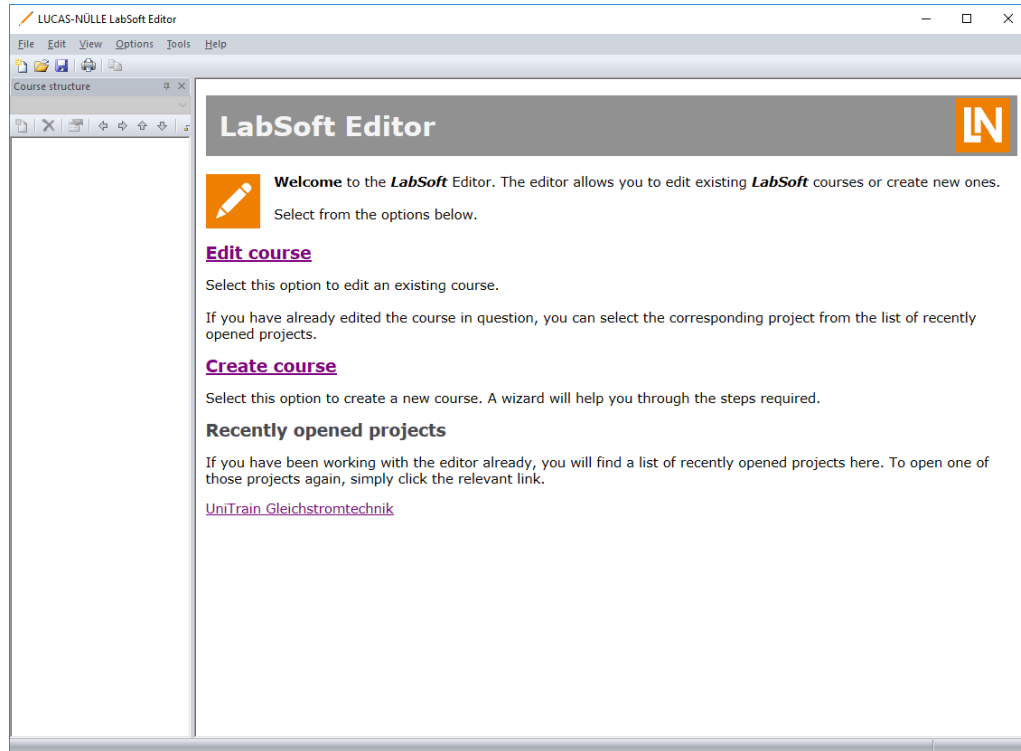 LUCAS-NÜLLE LabSoft Editor
File Edit View Options Tools Help
Course structure
LabSoft Editor
LN
Welcome to the LabSoft Editor. The editor allows you to edit existing LabSoft courses or create new ones.
Select from the options below.
Edit course
Select this option to edit an existing course.
If you have already edited the course in question, you can select the corresponding project from the list of recently
opened projects.
Create course
Select this option to create a new course. A wizard will help you through the steps required.
Recently opened projects
If you have been working with the editor already, you will find a list of recently opened projects here. To open one of
those projects again, simply click the relevant link.
UniTrain Gleichstromtechnik